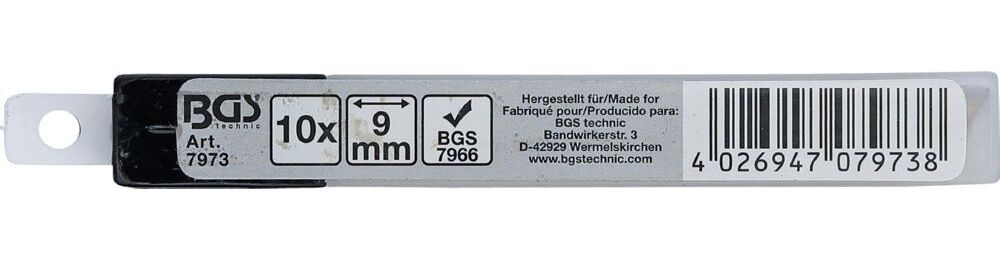 BGS
technic
Art.
7973
10x
9
mm
BGS
7966
Hergestellt für/Made for
Fabriqué pour/Producido para:
BGS technic
Bandwirkerstr. 3
D-42929 Wermelskirchen
www.bgstechnic.com
4 026947 079738